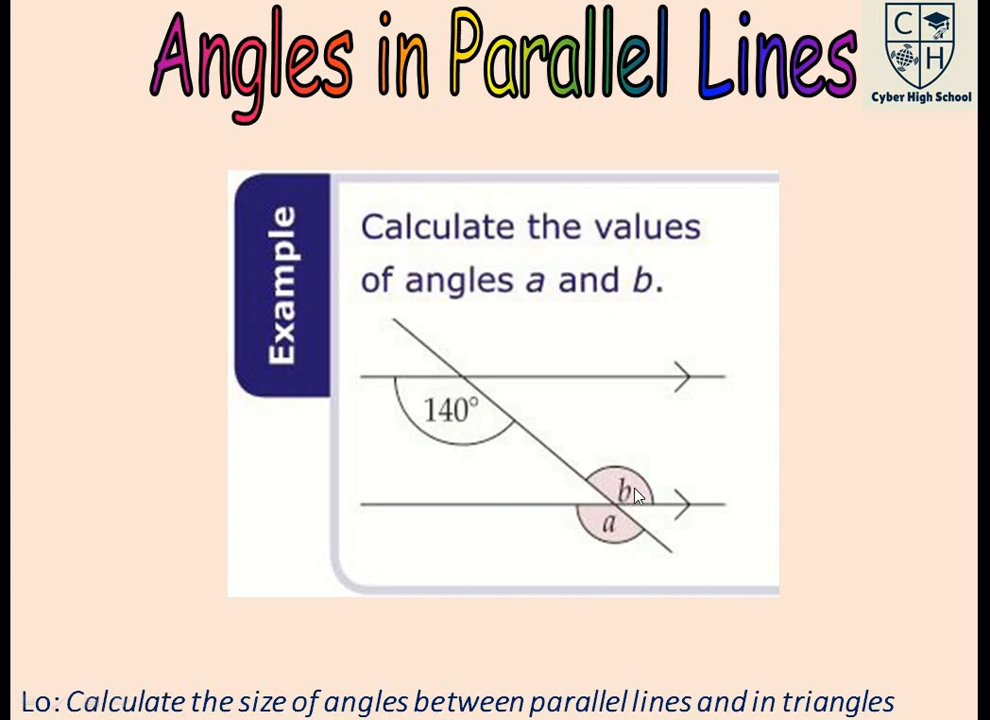 Angles in Parallel Lines
C
H
Cyber High School
Example
Calculate the values
of angles a and b.
140°
b
a
Lo: Calculate the size of angles between parallel lines and in triangles